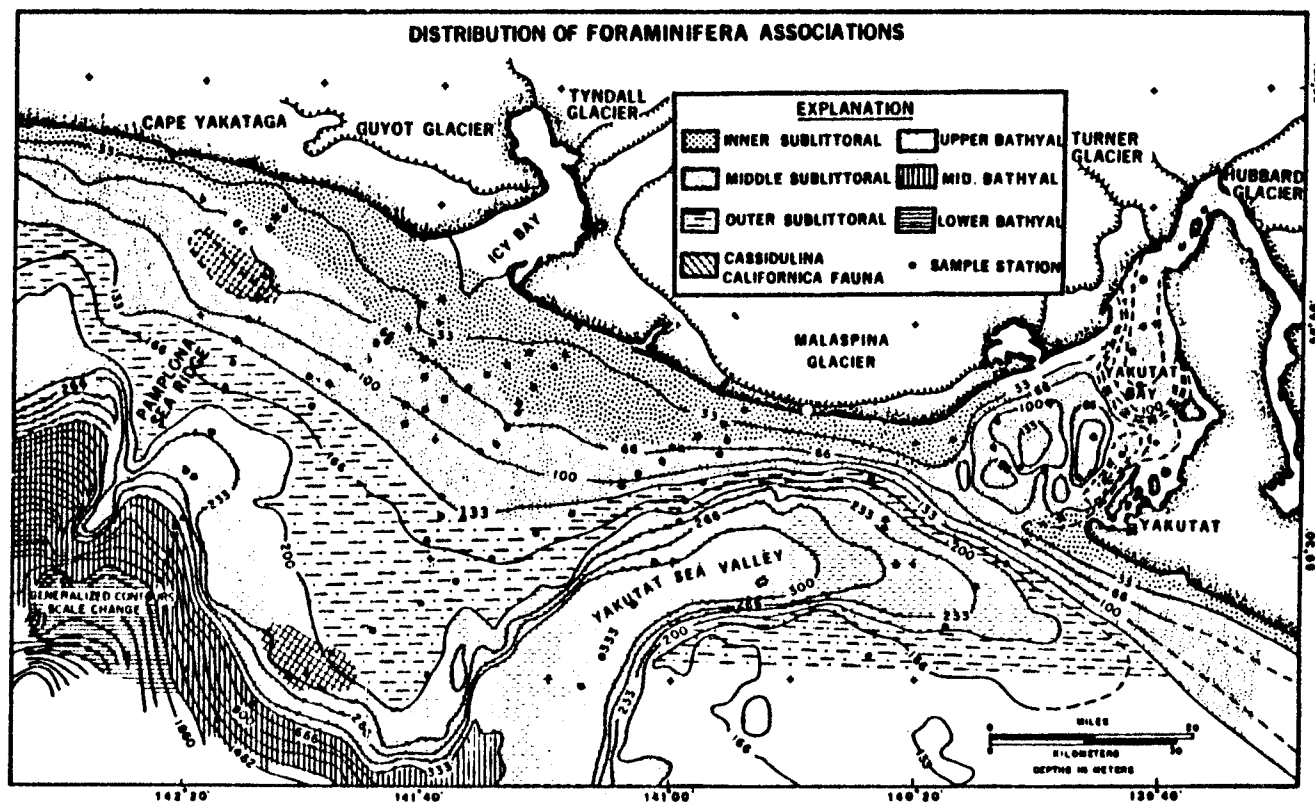 DISTRIBUTION OF FORAMINIFERA ASSOCIATIONS
EXPLANATION
INNER SUBLITTORAL
UPPER BATHYAL
MIDDLE SUBLITTORAL
MID. BATHYAL
OUTER SUBLITTORAL
LOWER BATHYAL
CASSIDULINA
CALIFORNICA FAUNA
SAMPLE STATION
CAPE YAKATAGA
GUYOT GLACIER
TYNDALL
GLACIER
TURNER
GLACIER
HUBBARD
GLACIER
ICY BAY
MALASPINA
GLACIER
YAKUTAT
BAY
YAKUTAT
PAMPLONA
SEA RIDGE
YAKUTAT SEA VALLEY
GENERALIZED CONTOURS
SCALE CHANGE
33
66
100
133
166
200
233
266
300
333
MILES
20
KILOMETERS
30
DEPTHS IN METERS
142°20'
141°40'
141°00'
140°20'
139°40'